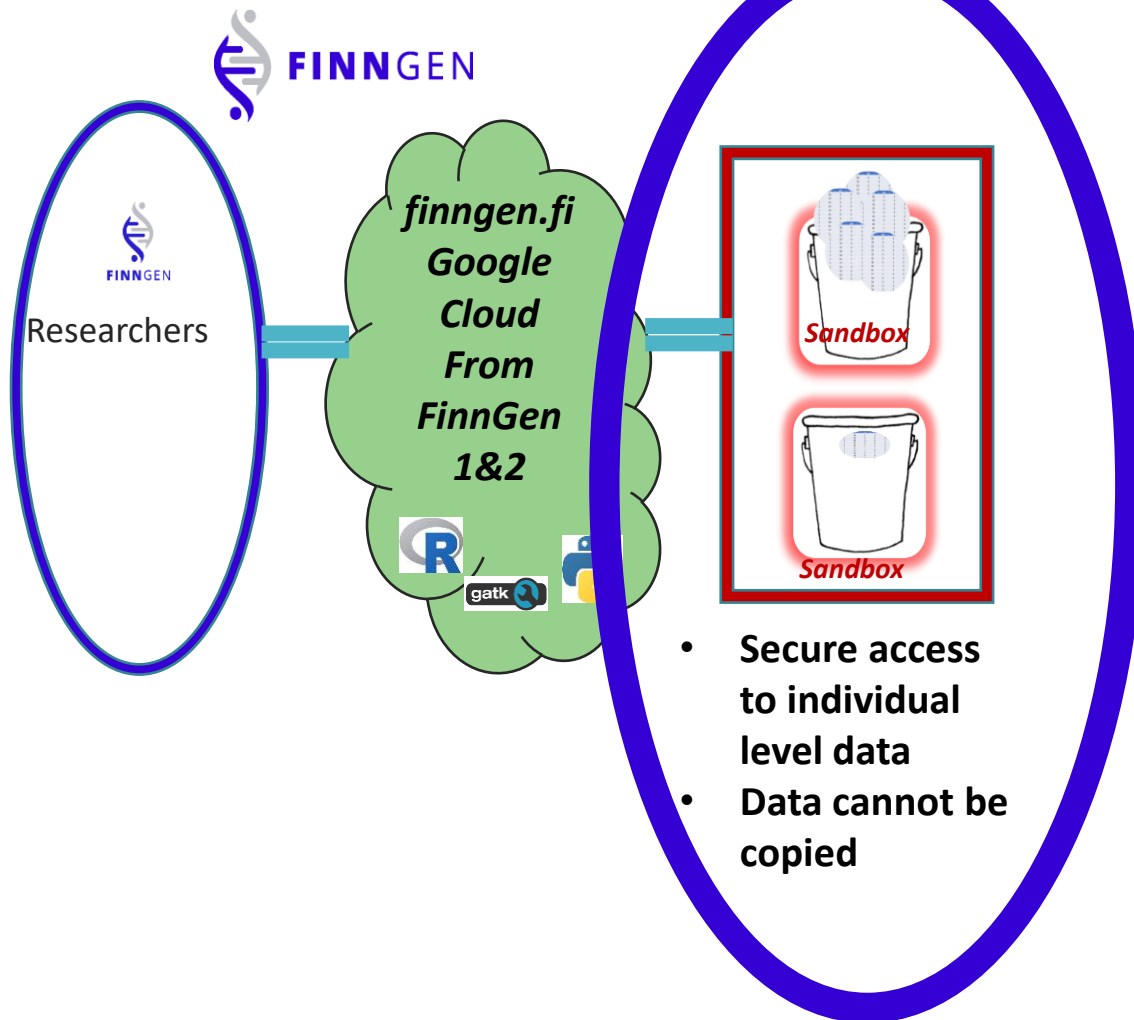 FINNGEN
FINNGEN
Researchers
finngen.fi
Google
Cloud
From
FinnGen
1&2
R
gatk
Sandbox
Sandbox
• Secure access
to individual
level data
• Data cannot be
copied